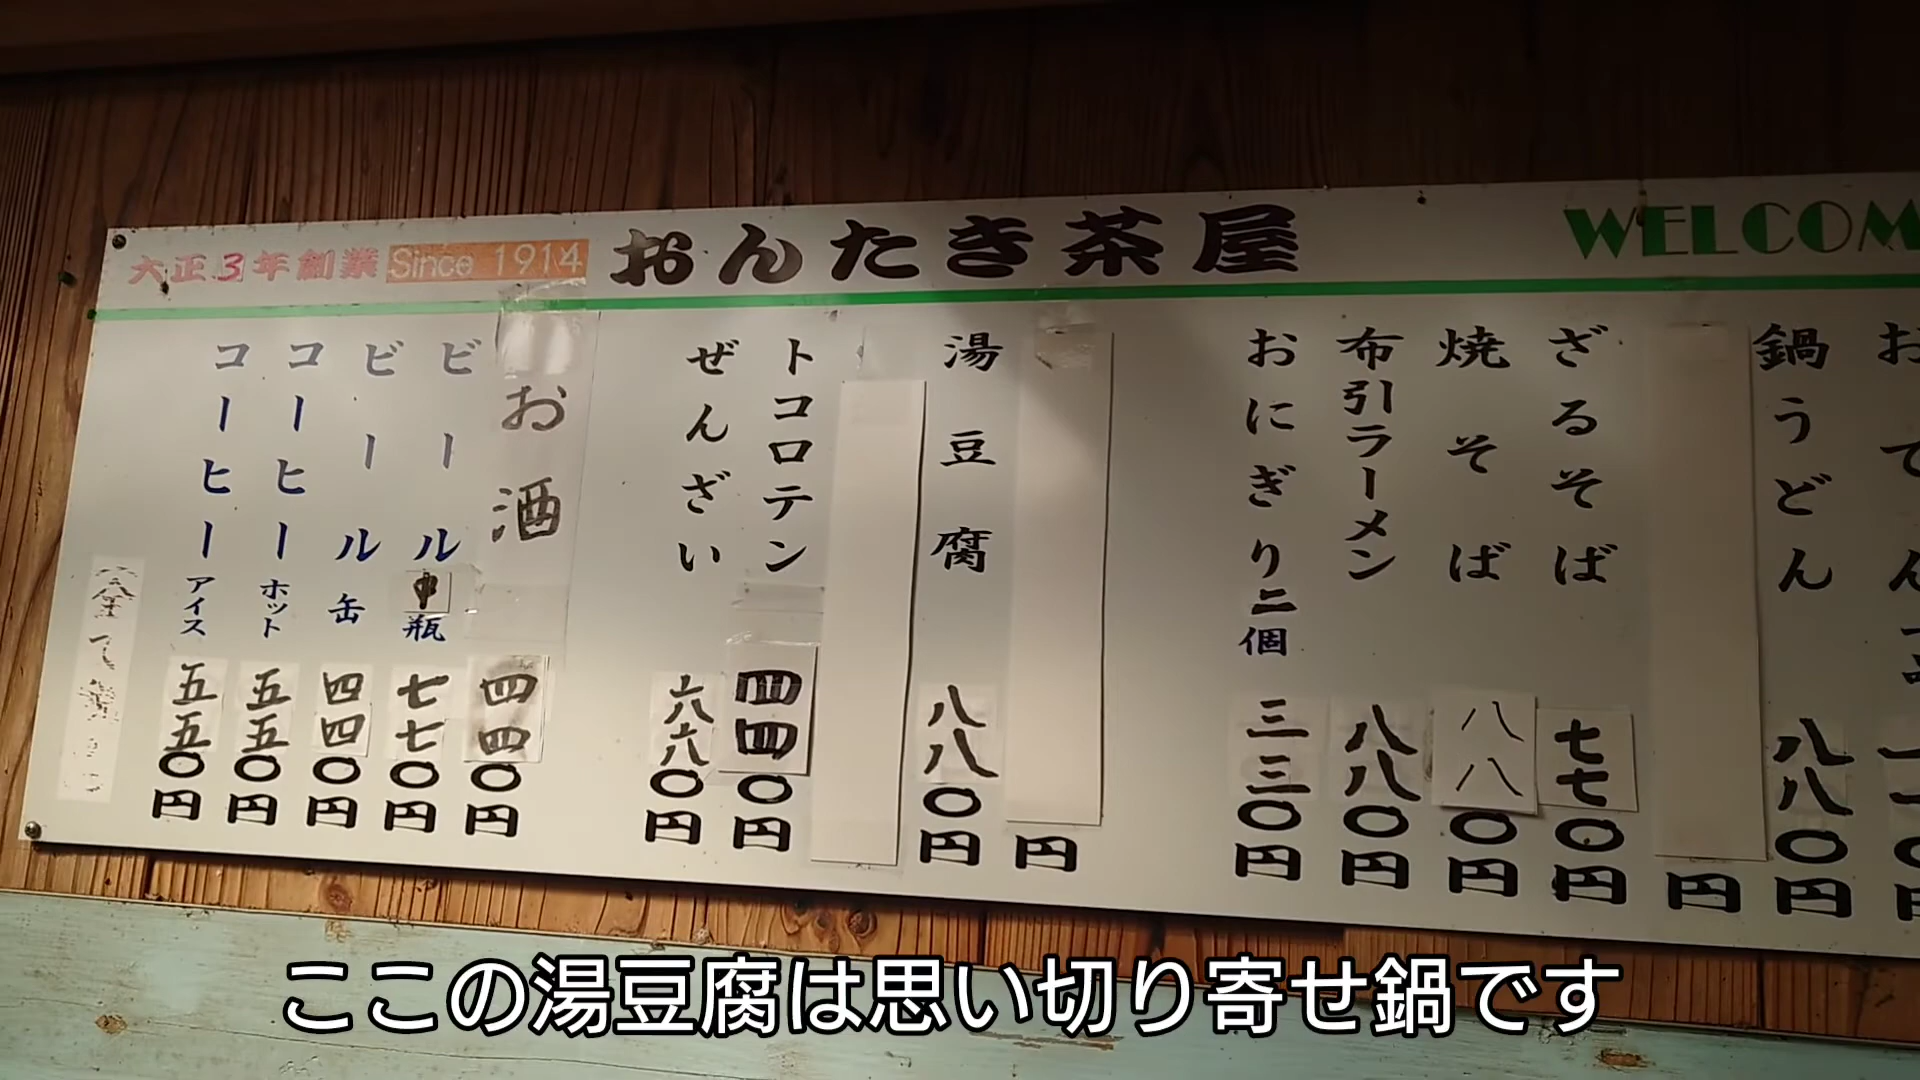 大正3年創業 Since 1914 おんたき茶屋 WELCOM
鍋うどん 八八〇円
円
ざるそば 七七〇円
焼そば 八八〇円
布引ラーメン 八八〇円
おにぎり二個 三三〇円
円
湯豆腐 八八〇円
トコロテン 四四〇円
ぜんざい 六六〇円
お酒 四四〇円
ビール中瓶 七七〇円
ビール缶 四四〇円
コーヒーホット 五五〇円
コーヒーアイス 五五〇円
ここの湯豆腐は思い切り寄せ鍋です